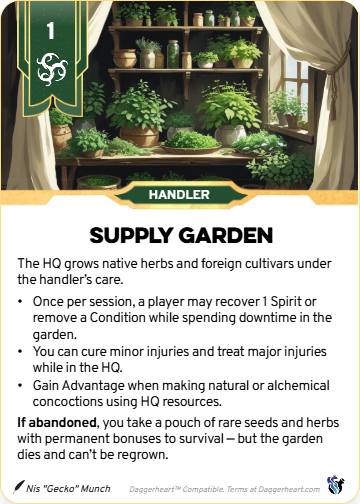 1
HANDLER
SUPPLY GARDEN
The HQ grows native herbs and foreign cultivars under
the handler's care.
• Once per session, a player may recover 1 Spirit or
remove a Condition while spending downtime in the
garden.
• You can cure minor injuries and treat major injuries
while in the HQ.
• Gain Advantage when making natural or alchemical
concoctions using HQ resources.
If abandoned, you take a pouch of rare seeds and herbs
with permanent bonuses to survival — but the garden
dies and can't be regrown.
Nis "Gecko" Munch
Daggerheart™ Compatible. Terms at Daggerheart.com